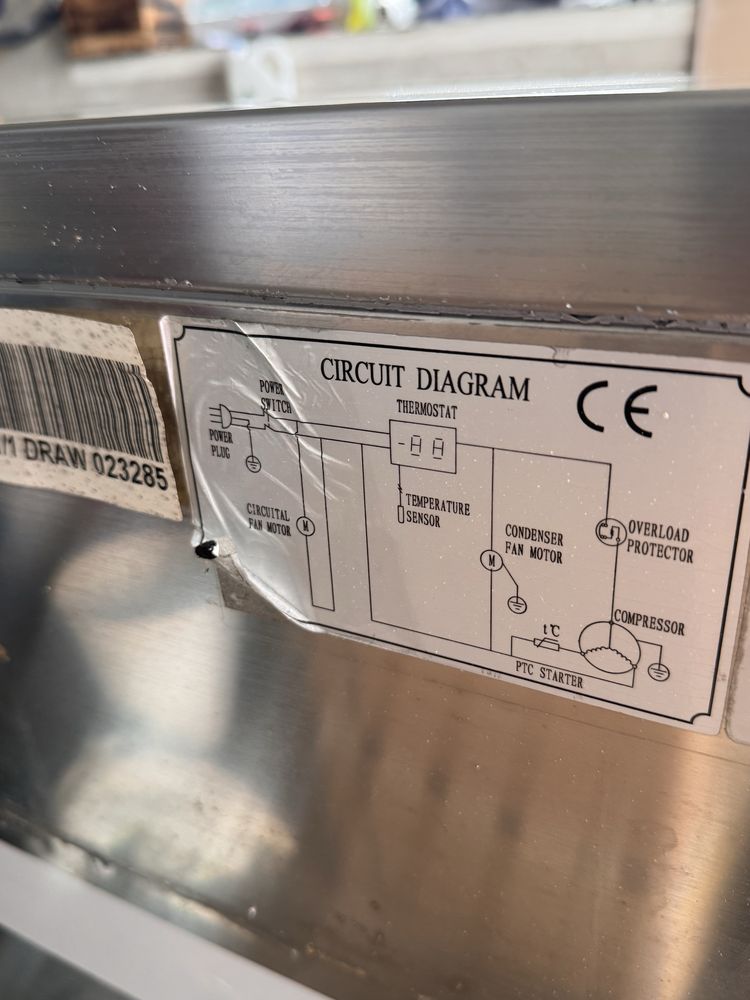 CIRCUIT DIAGRAM
CE
POWER
SWITCH
THERMOSTAT
POWER
PLUG
-88
TEMPERATURE
SENSOR
CIRCUITAL
FAN MOTOR
M
CONDENSER
FAN MOTOR
M
OVERLOAD
PROTECTOR
COMPRESSOR
t℃
PTC STARTER
DRAW 023285